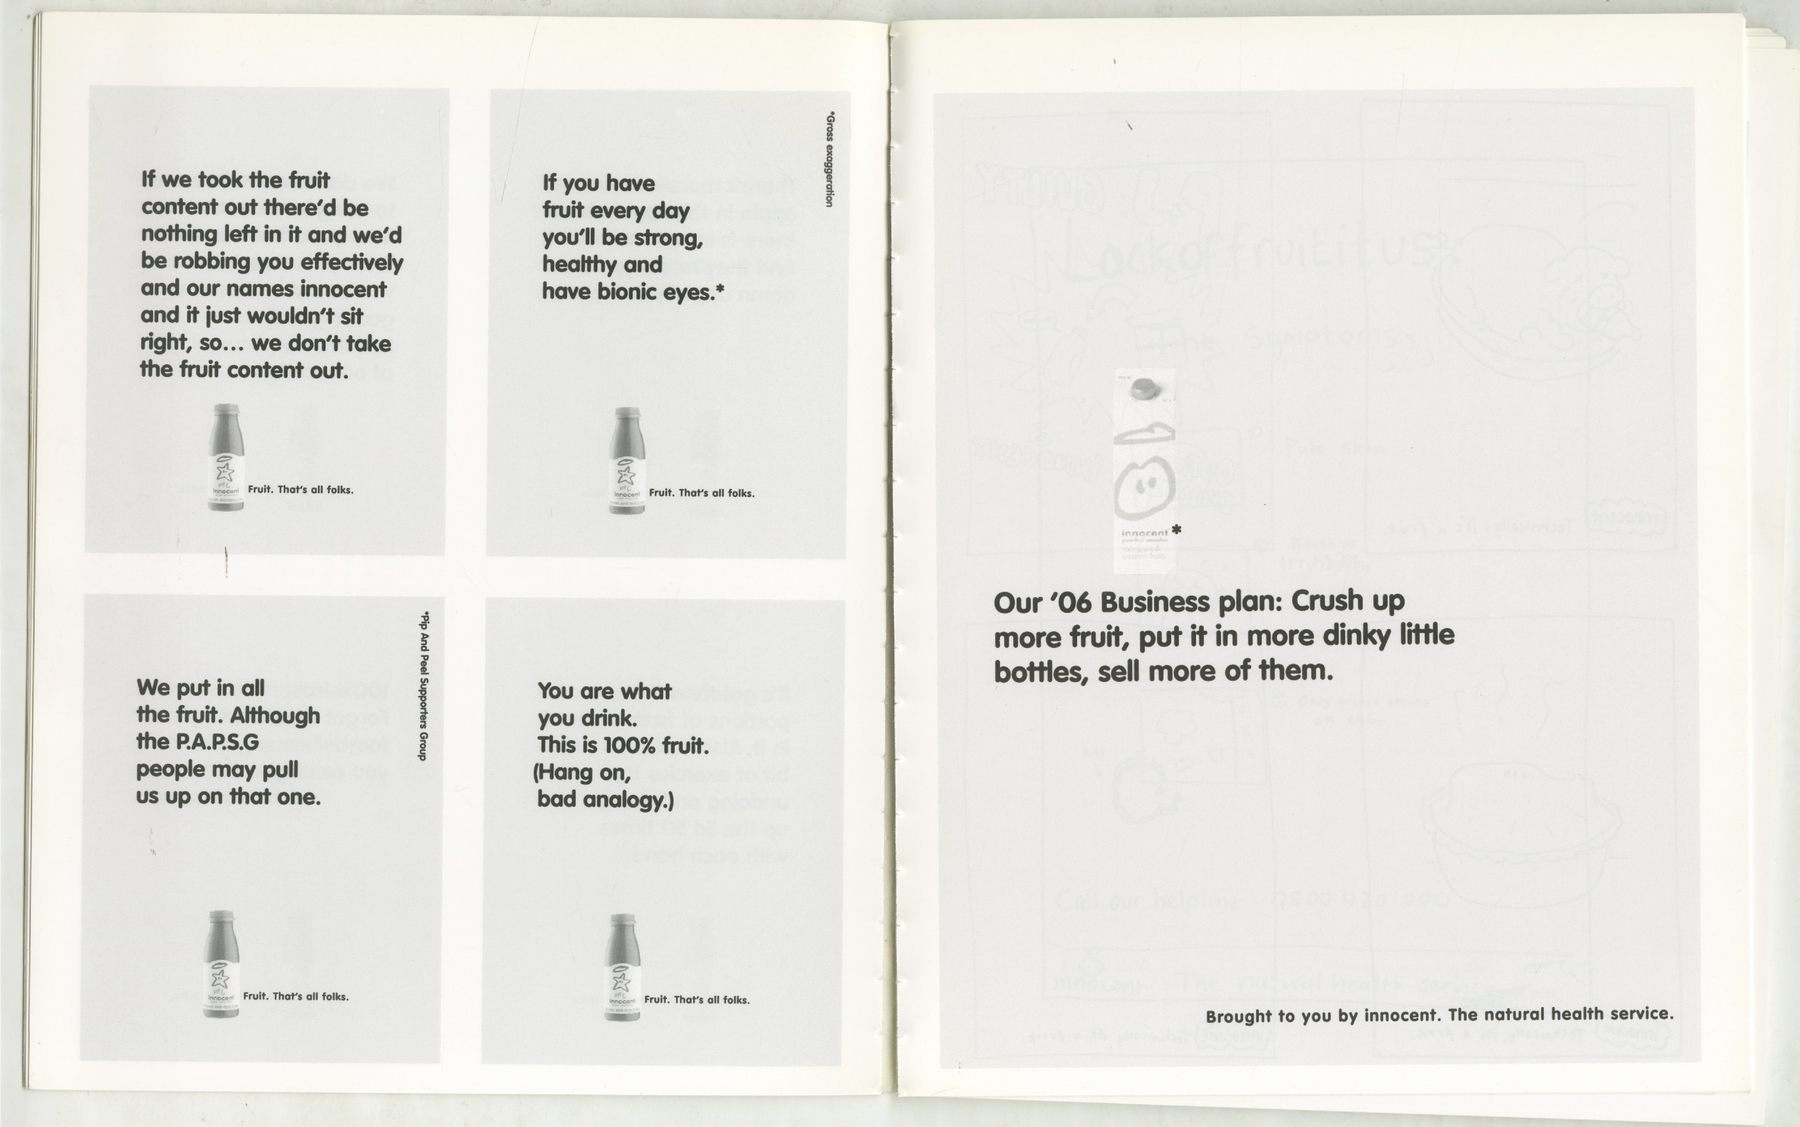 If we took the fruit
content out there'd be
nothing left in it and we'd
be robbing you effectively
and our names innocent
and it just wouldn't sit
right, so... we don't take
the fruit content out.
innocent
Fruit. That's all folks.
*Gross exaggeration
If you have
fruit every day
you'll be strong,
healthy and
have bionic eyes.*
innocent
Fruit. That's all folks.
*Pip And Peel Supporters Group
We put in all
the fruit. Although
the P.A.P.S.G
people may pull
us up on that one.
innocent
Fruit. That's all folks.
You are what
you drink.
This is 100% fruit.
(Hang on,
bad analogy.)
innocent
Fruit. That's all folks.
innocent*
Our '06 Business plan: Crush up
more fruit, put it in more dinky little
bottles, sell more of them.
Brought to you by innocent. The natural health service.